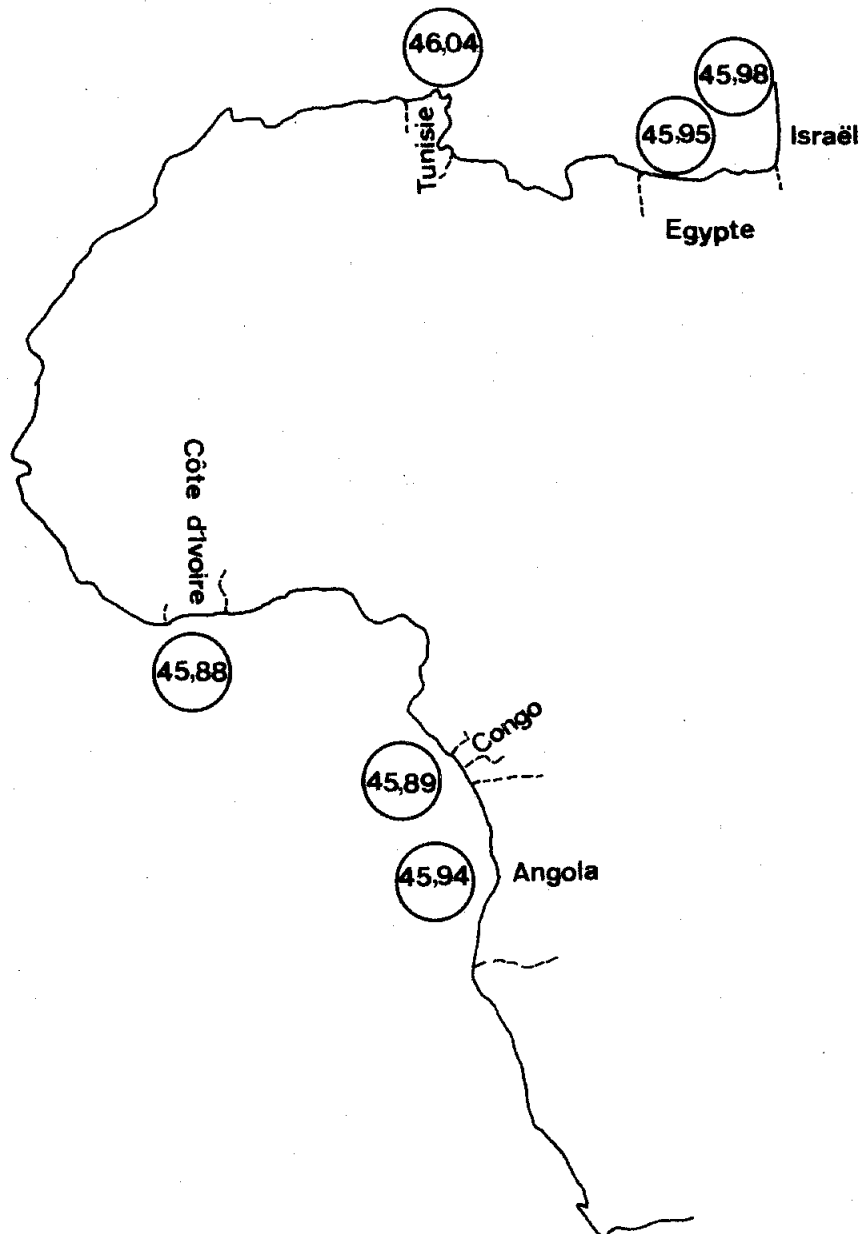 46,04
45,98
45,95
Israël
Tunisie
Egypte
Côte d'Ivoire
45,88
Congo
45,89
45,94
Angola